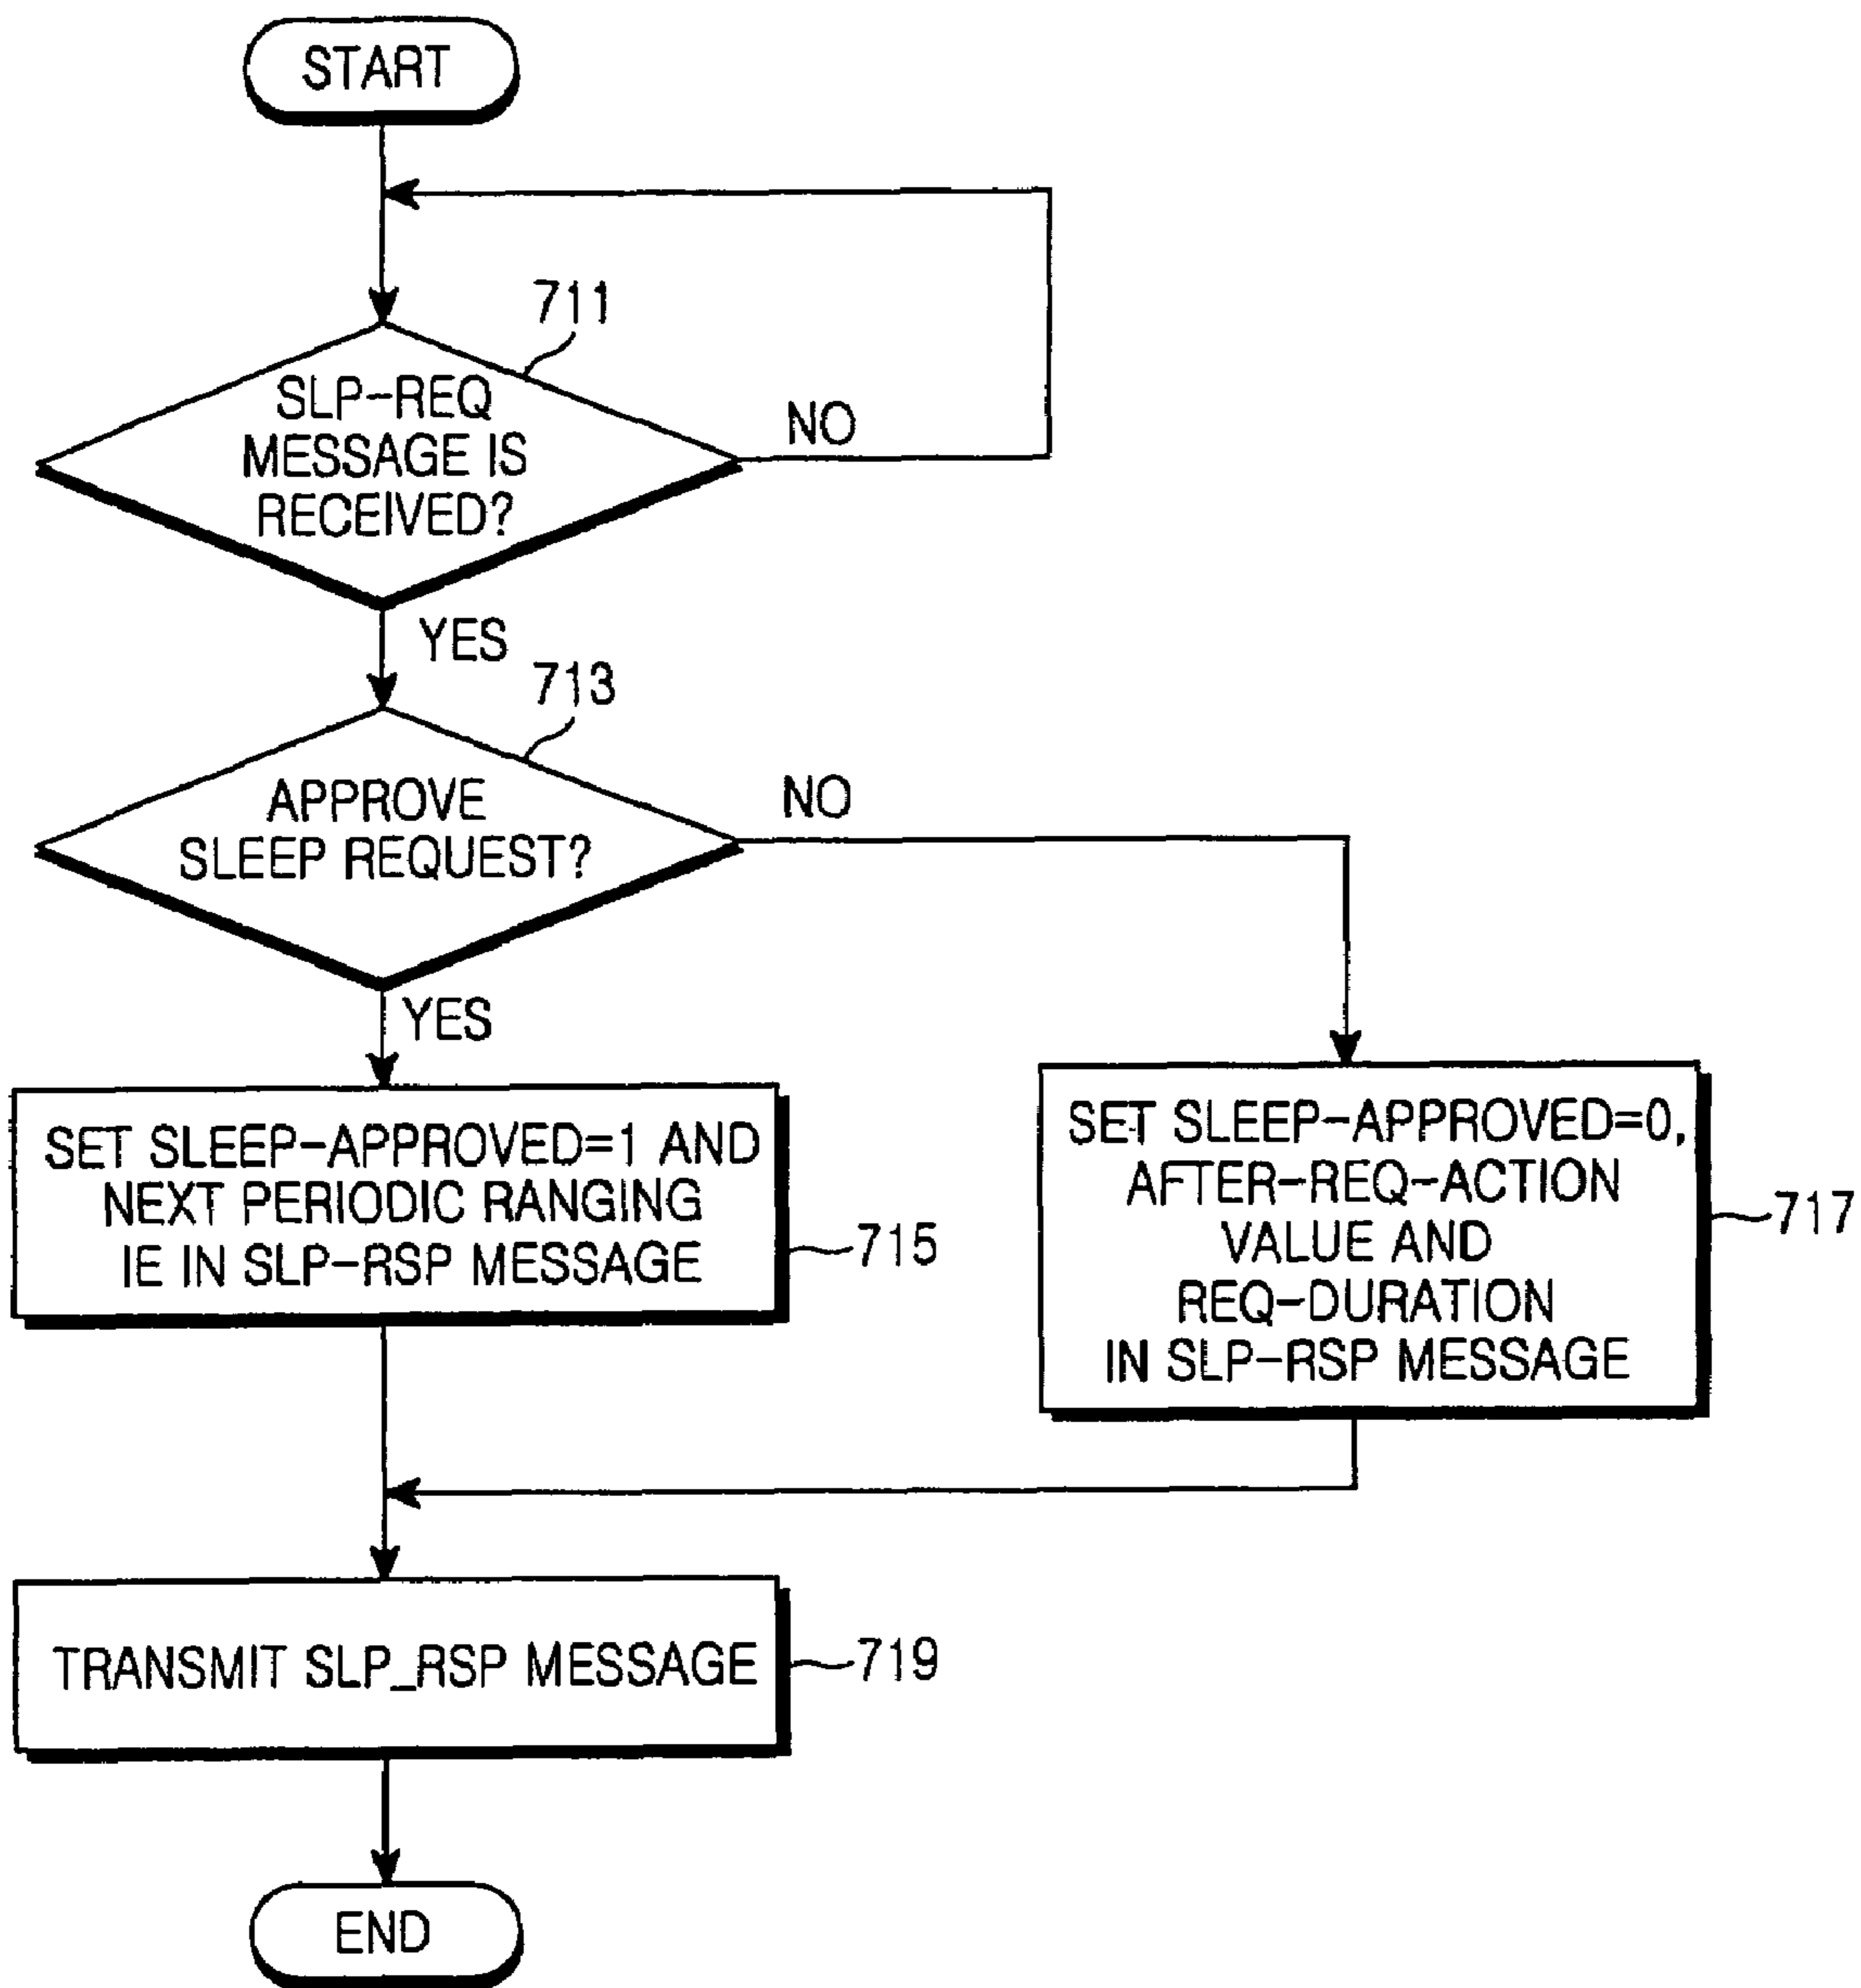 START
711
SLP-REQ
MESSAGE IS
RECEIVED?
NO
YES
713
APPROVE
SLEEP REQUEST?
NO
YES
SET SLEEP-APPROVED=1 AND
NEXT PERIODIC RANGING
IE IN SLP-RSP MESSAGE
715
SET SLEEP-APPROVED=0,
AFTER-REQ-ACTION
VALUE AND
REQ-DURATION
IN SLP-RSP MESSAGE
717
TRANSMIT SLP_RSP MESSAGE
719
END